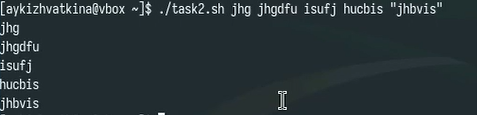 [aykizhvatkina@vbox ~]$ ./task2.sh jhg jhgdfu isufj hucbis "jhbvis"
jhg
jhgdfu
isufj
hucbis
jhbvis